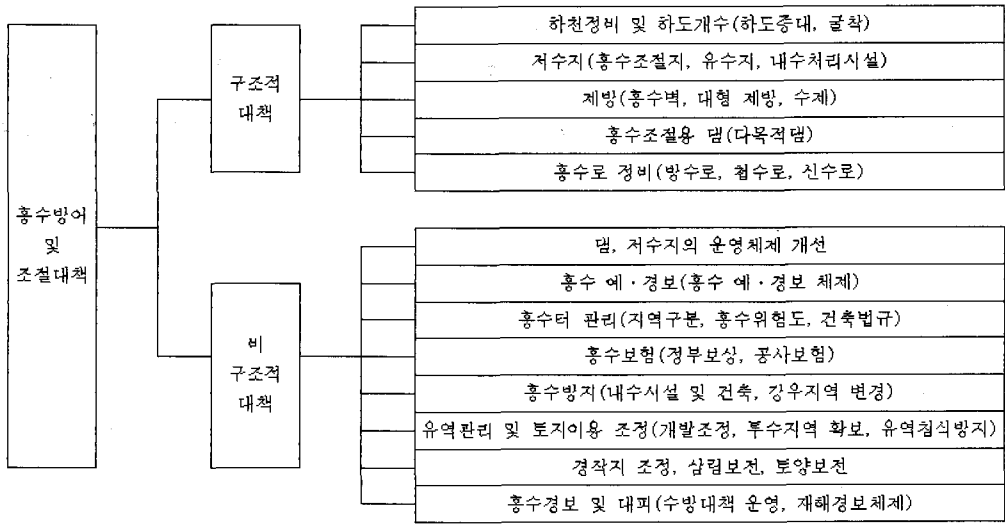 홍수방어
및
조절대책
구조적
대책
하천정비 및 하도개수(하도증대, 굴착)
저수지(홍수조절지, 유수지, 내수처리시설)
제방(홍수벽, 대형 제방, 수제)
홍수조절용 댐(다목적댐)
홍수로 정비(방수로, 첩수로, 신수로)
비
구조적
대책
댐, 저수지의 운영체제 개선
홍수 예·경보(홍수 예·경보 체제)
홍수터 관리(지역구분, 홍수위험도, 건축법규)
홍수보험(정부보상, 공사보험)
홍수방지(내수시설 및 건축, 강우지역 변경)
유역관리 및 토지이용 조정(개발조정, 투수지역 확보, 유역침식방지)
경작지 조정, 삼림보전, 토양보전
홍수경보 및 대피(수방대책 운영, 재해경보체제)